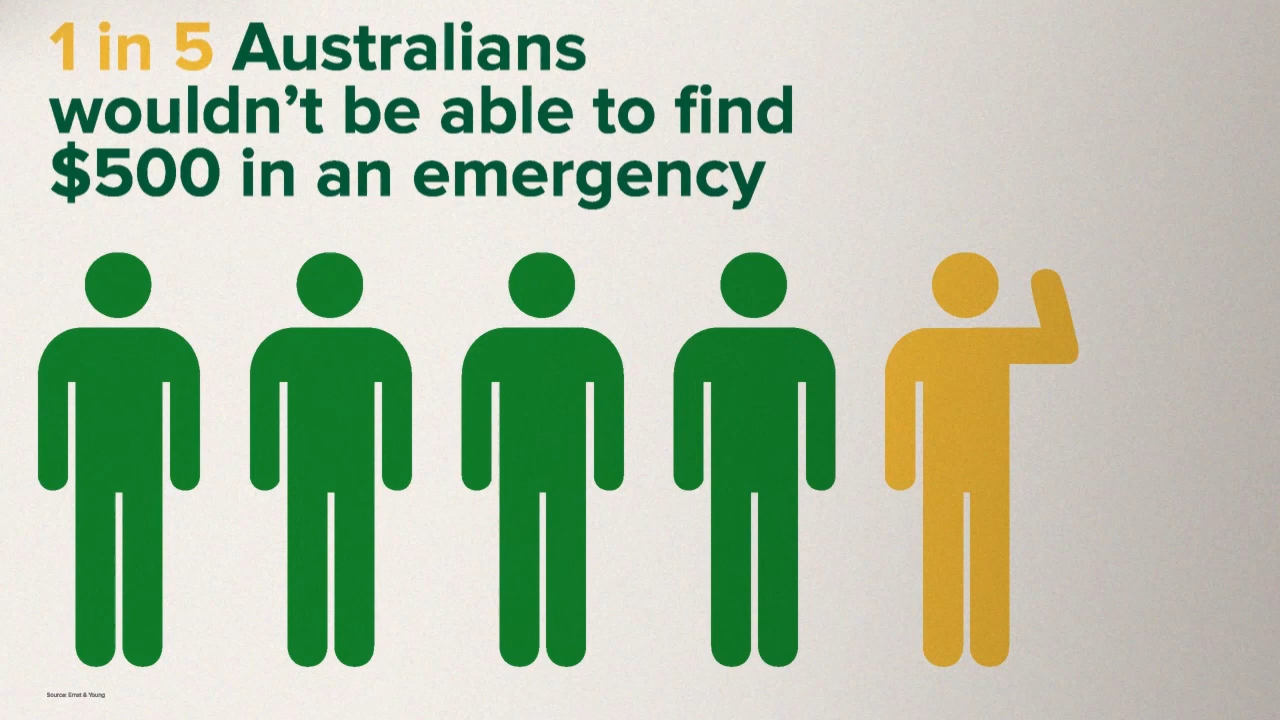 1 in 5 Australians
wouldn’t be able to find
$500 in an emergency
Source: Ernst & Young